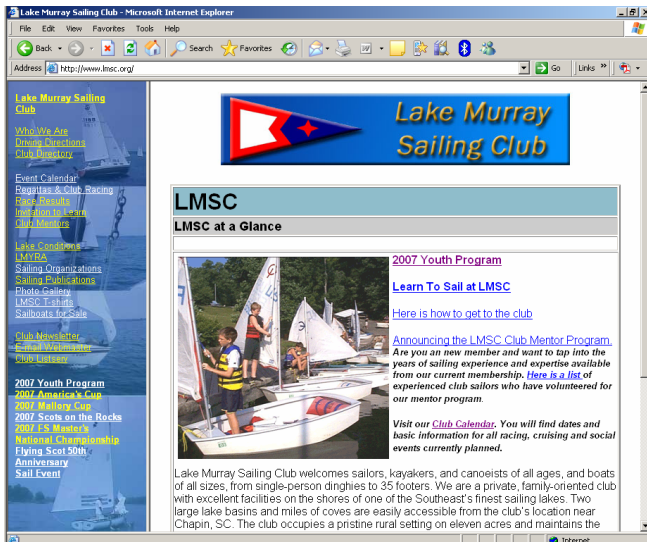 Lake Murray Sailing Club - Microsoft Internet Explorer
File Edit View Favorites Tools Help
Back Search Favorites
Address http://www.lmsc.org/ Go Links »
Lake Murray Sailing
Club
Who We Are
Driving Directions
Club Directory
Event Calendar
Regattas & Club Racing
Race Results
Invitation to Learn
Club Mentors
Lake Conditions
LMYRA
Sailing Organizations
Sailing Publications
Photo Gallery
LMSC T-shirts
Sailboats for Sale
Club Newsletter
E-mail Webmaster
Club Listserv
2007 Youth Program
2007 America's Cup
2007 Mallory Cup
2007 Scots on the Rocks
2007 FS Master's
National Championship
Flying Scot 50th
Anniversary
Sail Event
Lake Murray
Sailing Club
LMSC
LMSC at a Glance
2007 Youth Program
Learn To Sail at LMSC
Here is how to get to the club
Announcing the LMSC Club Mentor Program.
Are you an new member and want to tap into the
years of sailing experience and expertise available
from our current membership. Here is a list of
experienced club sailors who have volunteered for
our mentor program.
Visit our Club Calendar. You will find dates and
basic information for all racing, cruising and social
events currently planned.
Lake Murray Sailing Club welcomes sailors, kayakers, and canoeists of all ages, and boats
of all sizes, from single-person dinghies to 35 footers. We are a private, family-oriented club
with excellent facilities on the shores of one of the Southeast's finest sailing lakes. Two
large lake basins and miles of coves are easily accessible from the club's location near
Chapin, SC. The club occupies a pristine rural setting on eleven acres and maintains the
Internet